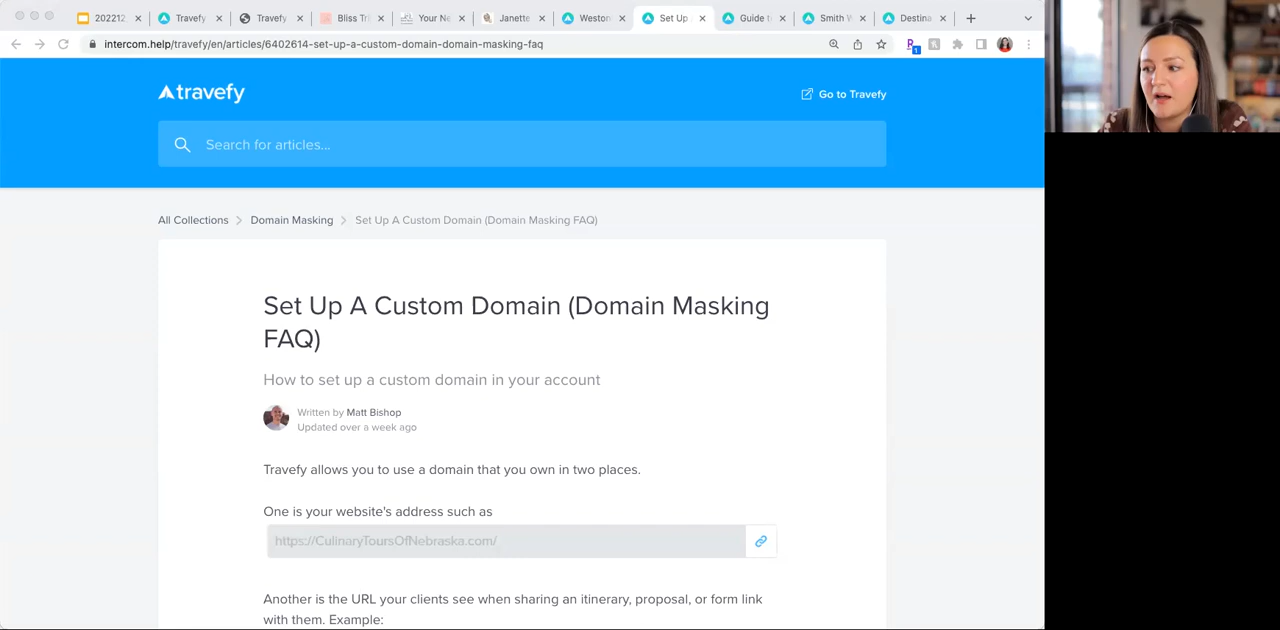 202212
Travefy
Travefy
Bliss Tri
Your Ne
Janette
Weston
Set Up
Guide t
Smith W
Destina
intercom.help/travefy/en/articles/6402614-set-up-a-custom-domain-domain-masking-faq
1
travefy
Go to Travefy
Search for articles...
All Collections > Domain Masking > Set Up A Custom Domain (Domain Masking FAQ)
Set Up A Custom Domain (Domain Masking
FAQ)
How to set up a custom domain in your account
Written by Matt Bishop
Updated over a week ago
Travefy allows you to use a domain that you own in two places.
One is your website's address such as
https://CulinaryToursOfNebraska.com/
Another is the URL your clients see when sharing an itinerary, proposal, or form link
with them. Example: